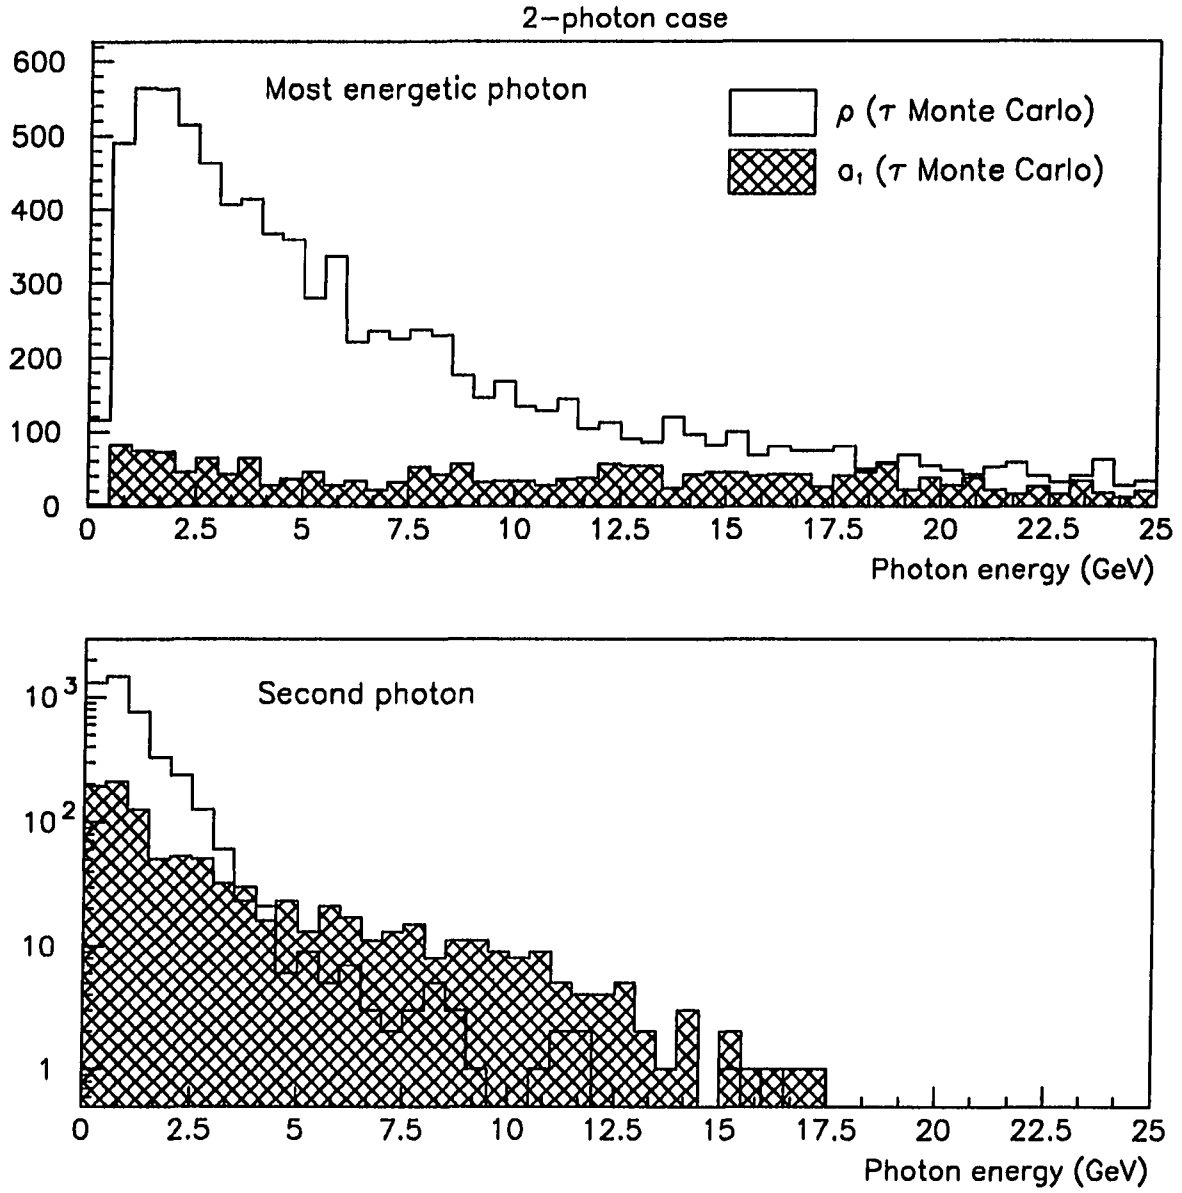 2-photon case
Most energetic photon
ρ (τ Monte Carlo)
a₁ (τ Monte Carlo)
600
500
400
300
200
100
0
0 2.5 5 7.5 10 12.5 15 17.5 20 22.5 25
Photon energy (GeV)
Second photon
10³
10²
10
1
0 2.5 5 7.5 10 12.5 15 17.5 20 22.5 25
Photon energy (GeV)